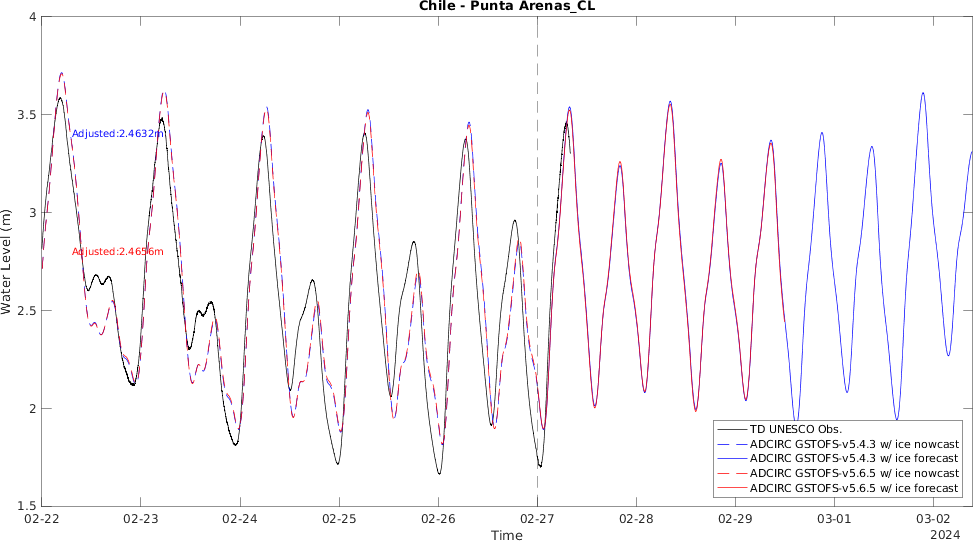 Chile - Punta Arenas_CL
4
3.5
3
2.5
2
1.5
Water Level (m)
Adjusted:2.4632m
Adjusted:2.4656m
TD UNESCO Obs.
ADCIRC GSTOFS-v5.4.3 w/ ice nowcast
ADCIRC GSTOFS-v5.4.3 w/ ice forecast
ADCIRC GSTOFS-v5.6.5 w/ ice nowcast
ADCIRC GSTOFS-v5.6.5 w/ ice forecast
02-22 02-23 02-24 02-25 02-26 02-27 02-28 02-29 03-01 03-02
Time
2024